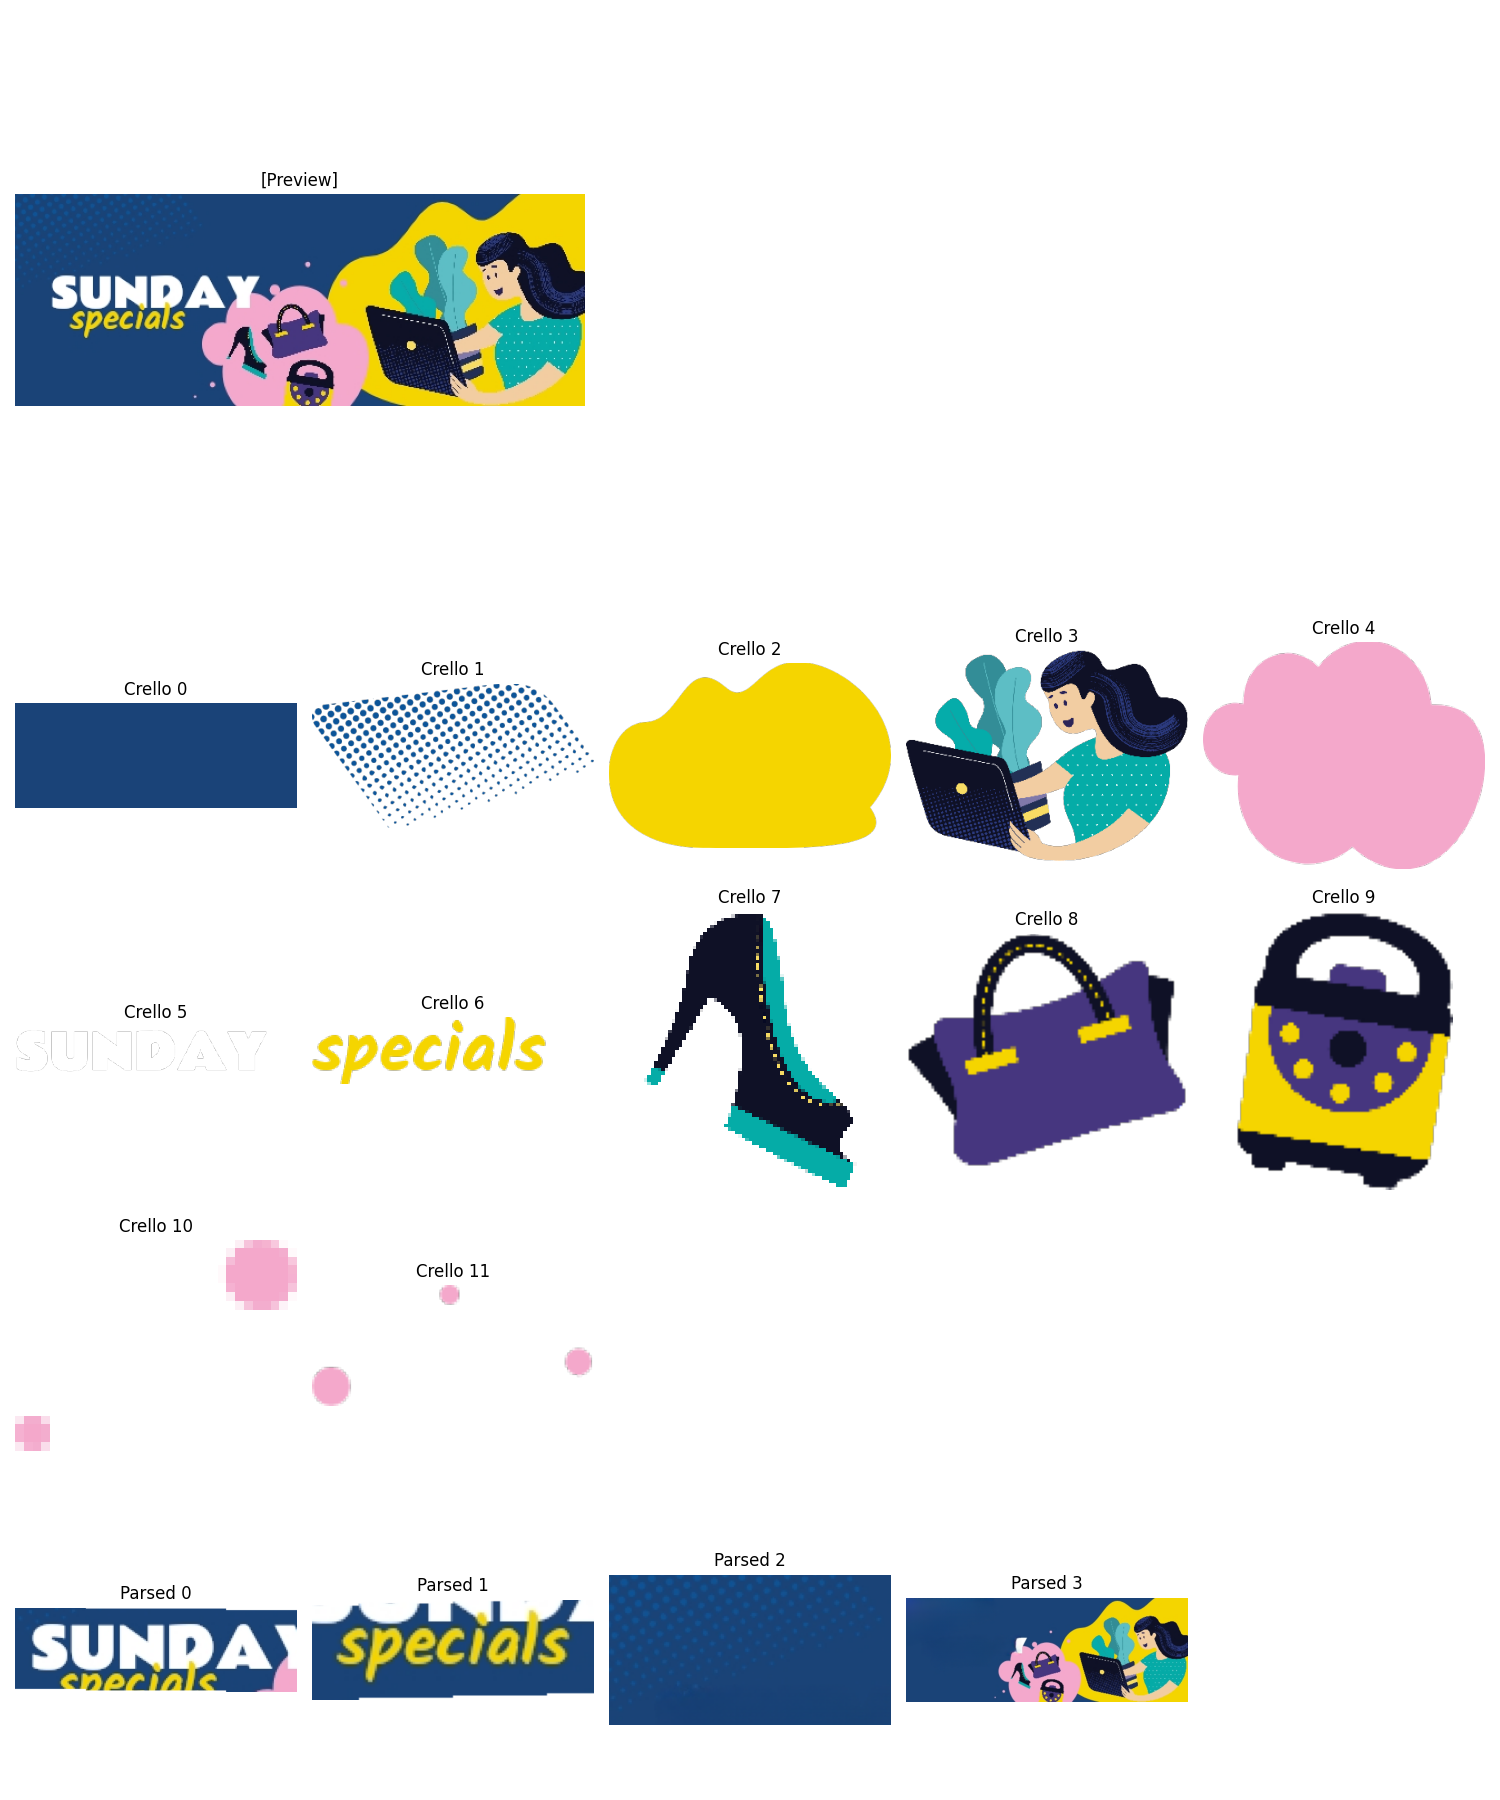 [Preview]
SUNDAY
specials
Crello 0
Crello 1
Crello 2
Crello 3
Crello 4
Crello 5
SUNDAY
Crello 6
specials
Crello 7
Crello 8
Crello 9
Crello 10
Crello 11
Parsed 0
SUNDAY
specials
Parsed 1
SUNDA
specials
Parsed 2
Parsed 3